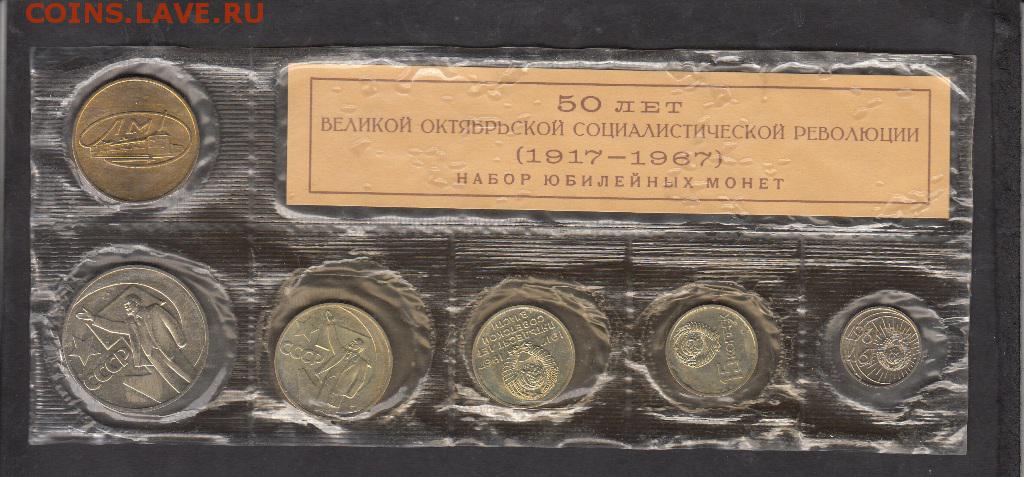 COINS.LAVE.RU
50 ЛЕТ
ВЕЛИКОЙ ОКТЯБРЬСКОЙ СОЦИАЛИСТИЧЕСКОЙ РЕВОЛЮЦИИ
(1917–1967)
НАБОР ЮБИЛЕЙНЫХ МОНЕТ
ЛМД
СССР
СССР